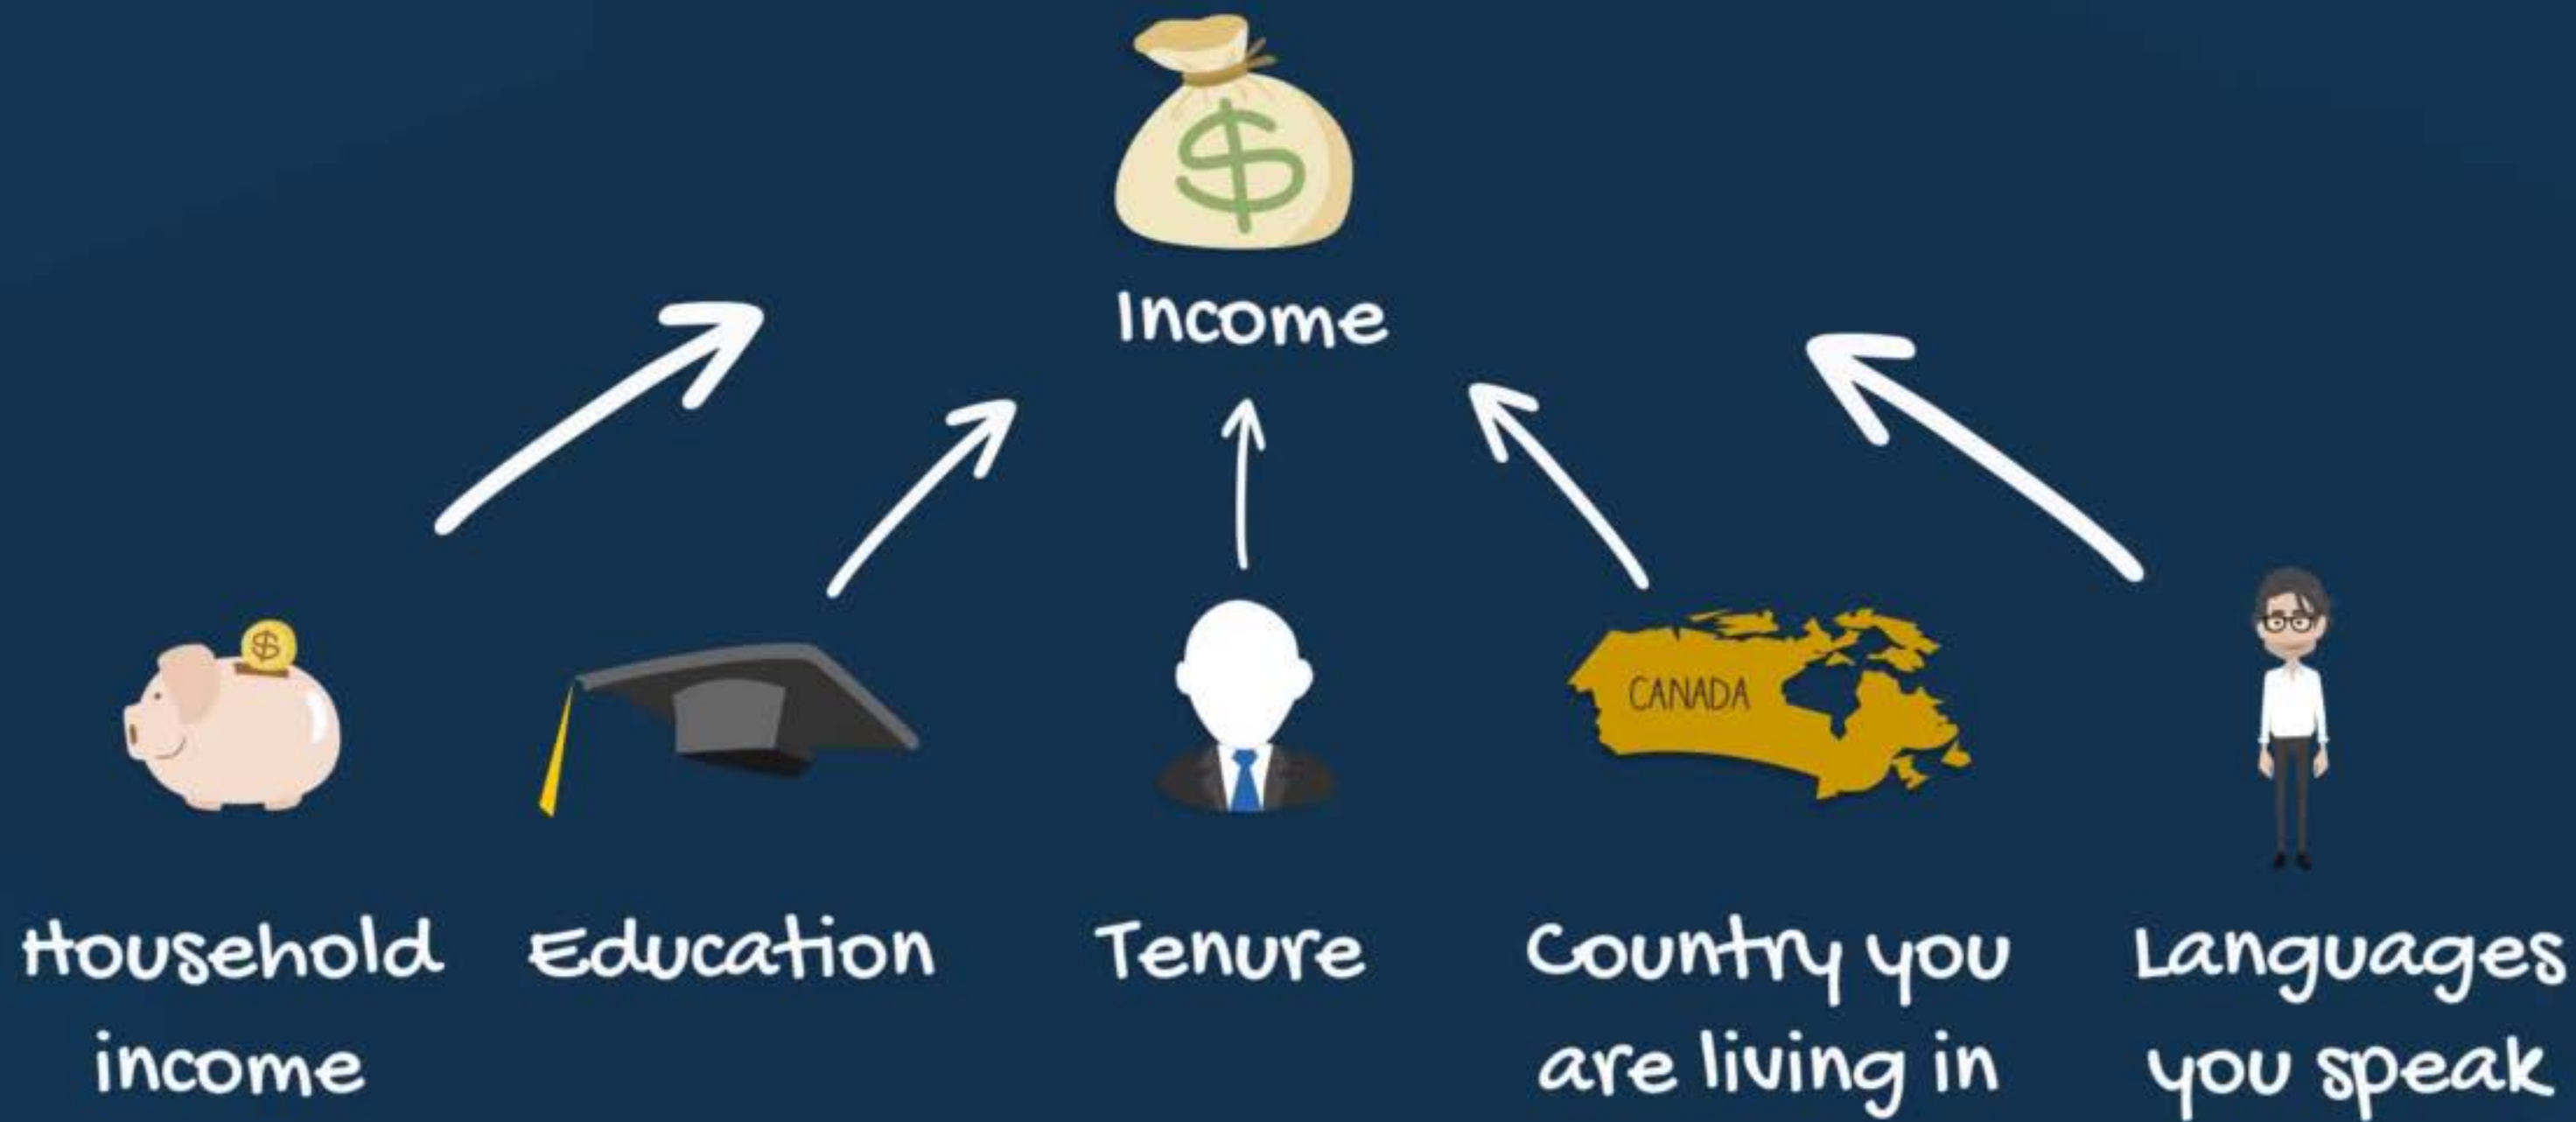 $
Income
$
CANADA
Household
income
Education
Tenure
Country you
are living in
Languages
you speak